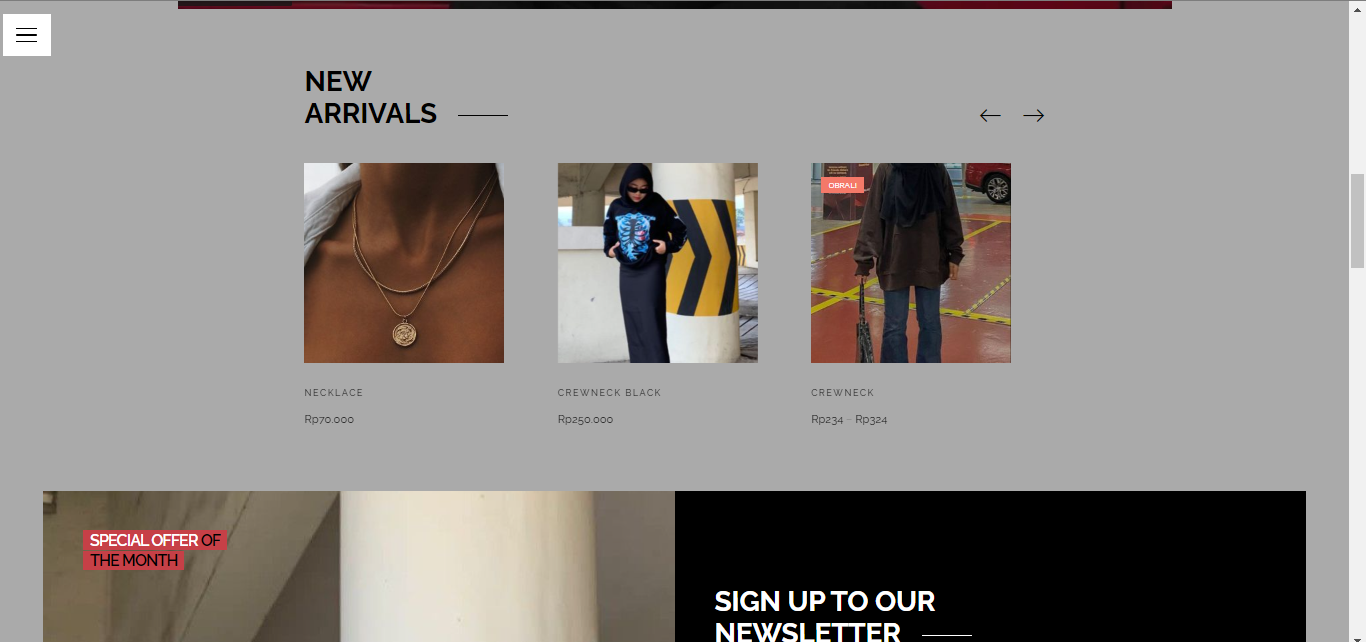 NEW
ARRIVALS
OBRAL!
NECKLACE
CREWNECK BLACK
CREWNECK
Rp70.000
Rp250.000
Rp234 – Rp324
SPECIAL OFFER OF
THE MONTH
SIGN UP TO OUR
NEWSLETTER